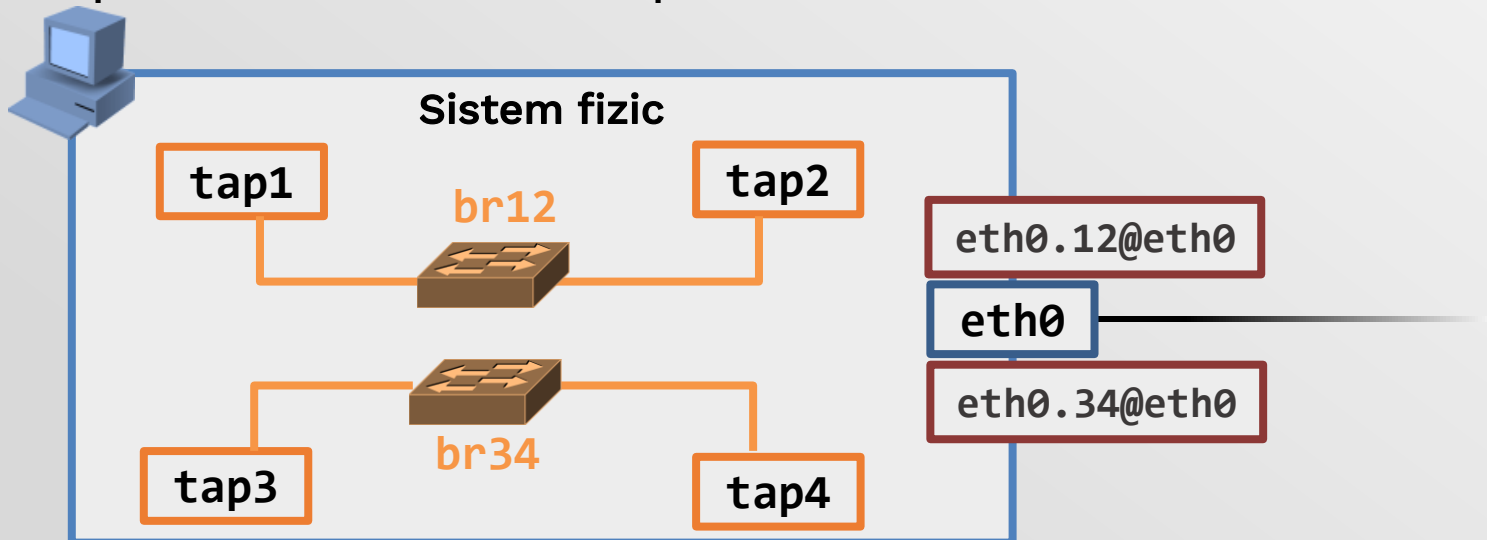 Sistem fizic
tap1
br12
tap2
eth0.12@eth0
eth0
eth0.34@eth0
br34
tap3
tap4